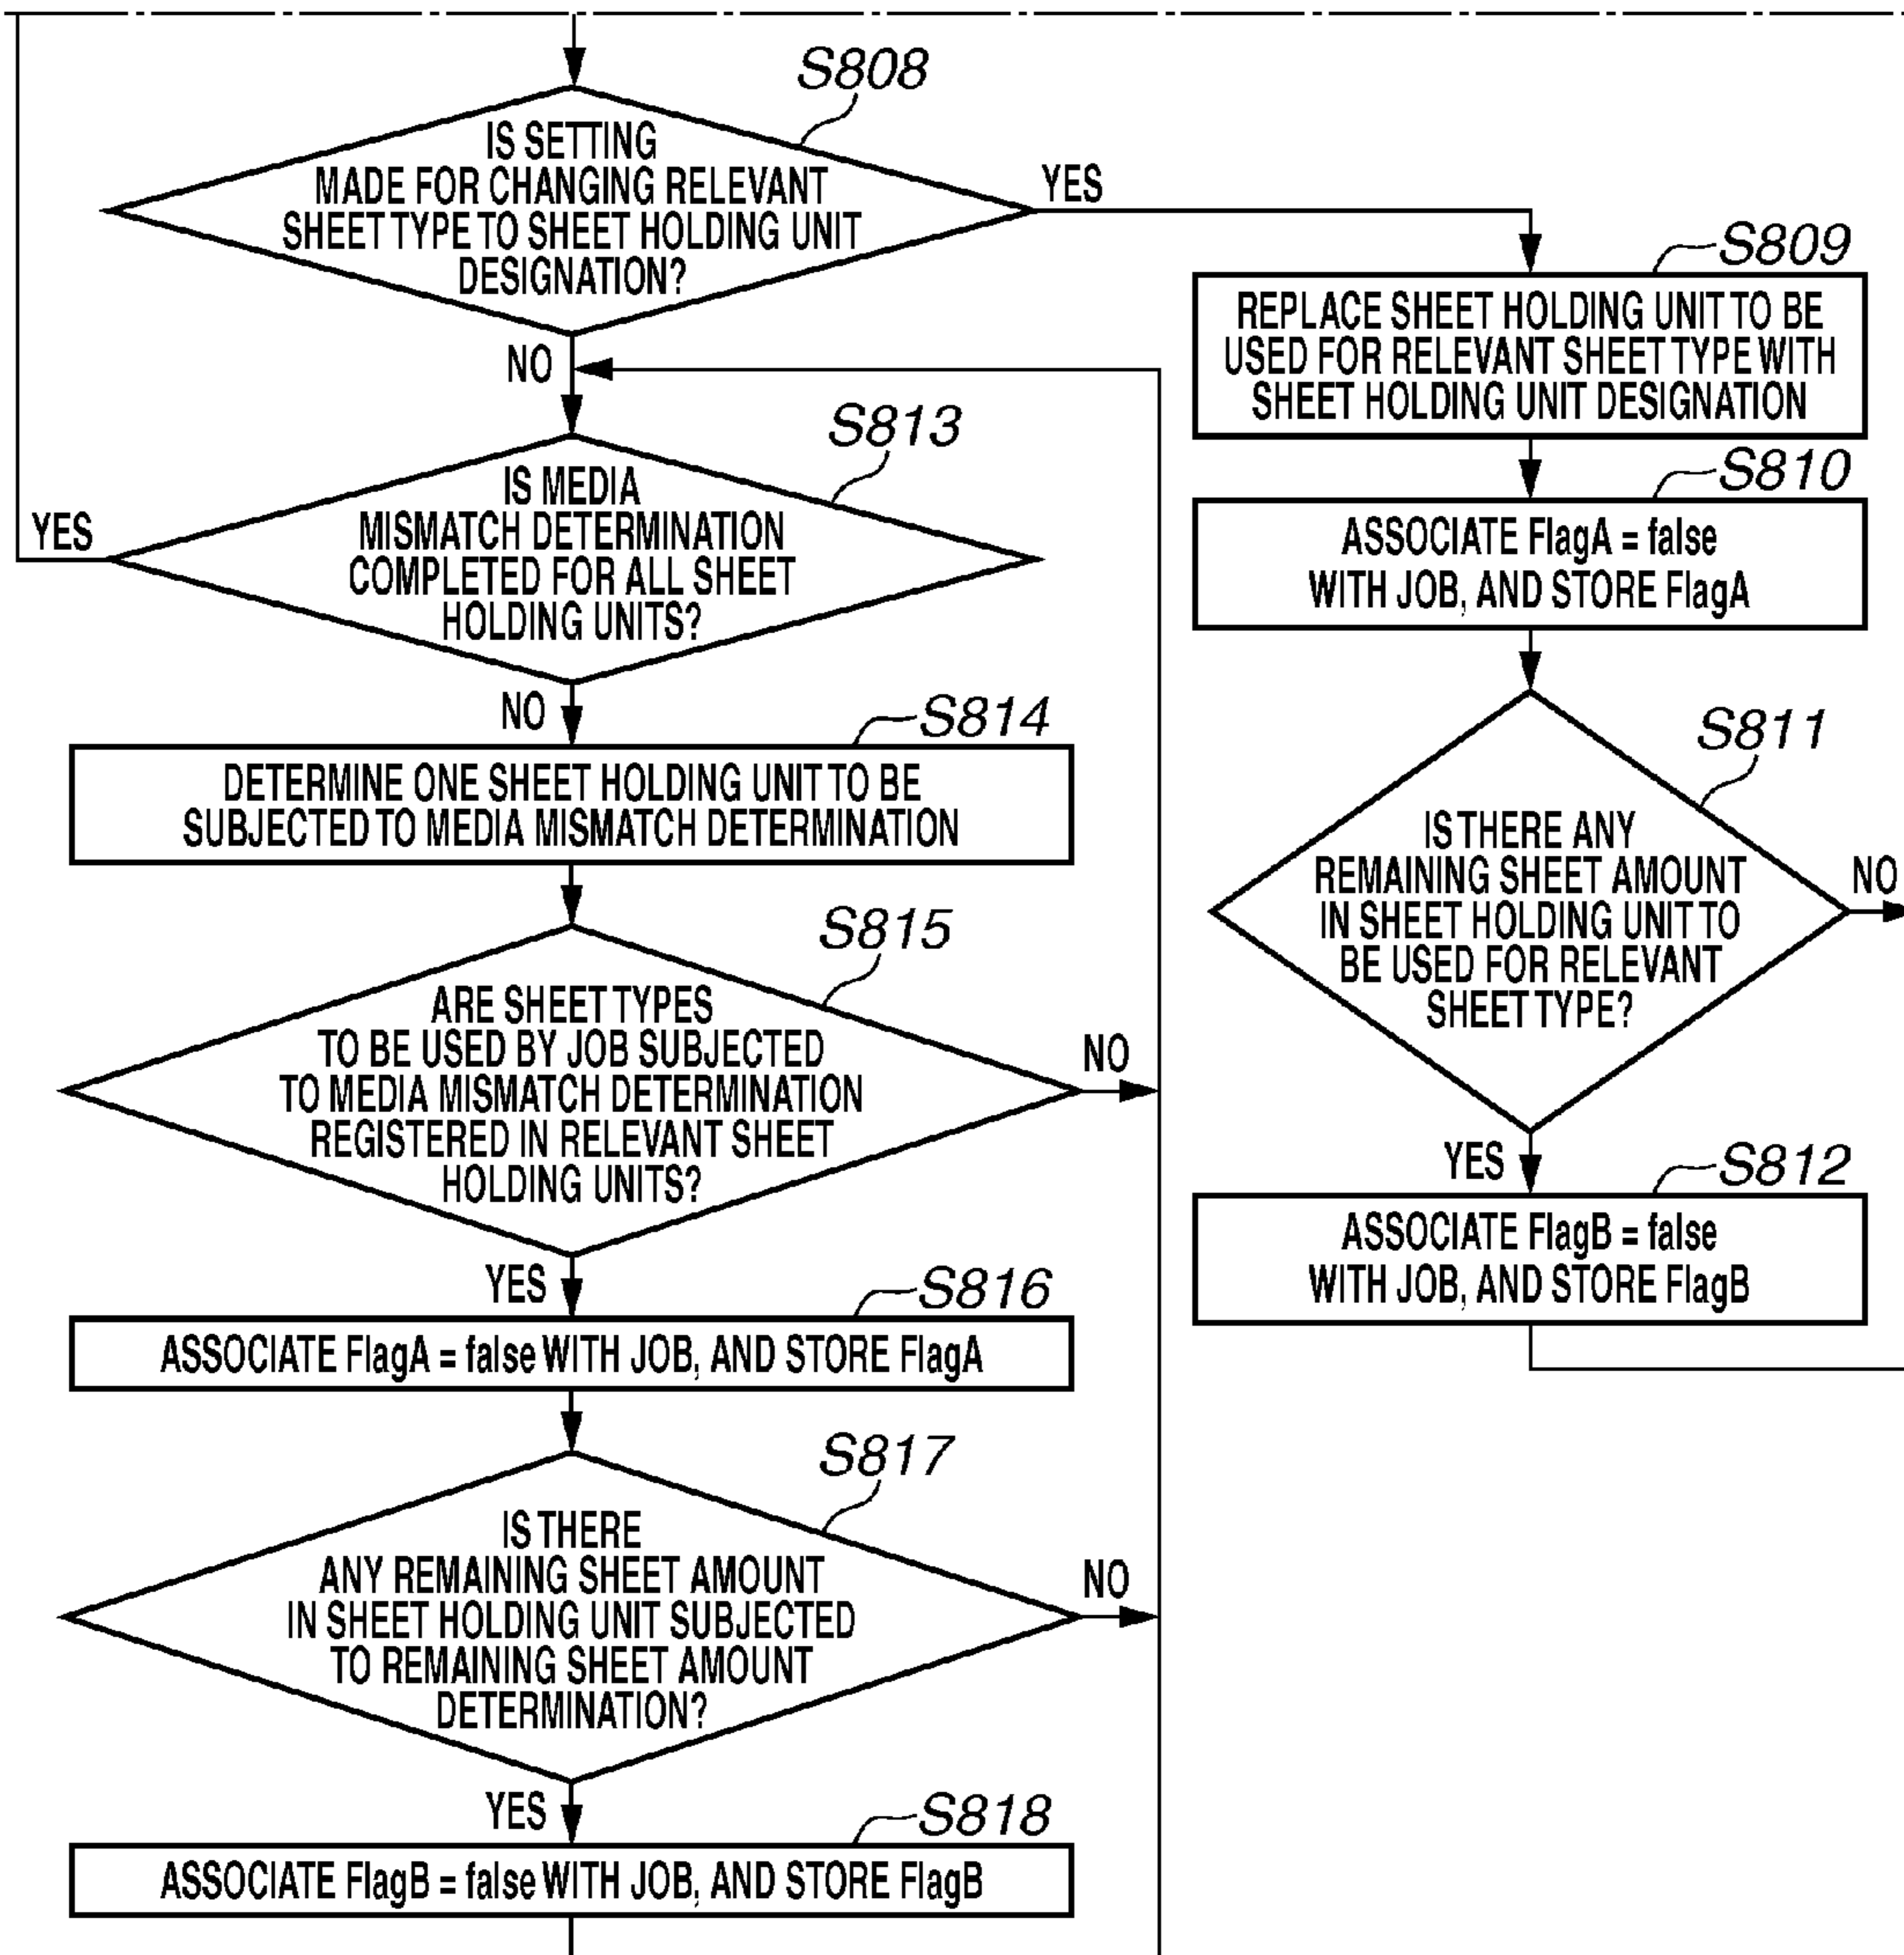 S808
IS SETTING
MADE FOR CHANGING RELEVANT
SHEET TYPE TO SHEET HOLDING UNIT
DESIGNATION?
YES
NO
S809
REPLACE SHEET HOLDING UNIT TO BE
USED FOR RELEVANT SHEET TYPE WITH
SHEET HOLDING UNIT DESIGNATION
S810
ASSOCIATE FlagA = false
WITH JOB, AND STORE FlagA
S811
IS THERE ANY
REMAINING SHEET AMOUNT
IN SHEET HOLDING UNIT TO
BE USED FOR RELEVANT
SHEET TYPE?
NO
YES
S812
ASSOCIATE FlagB = false
WITH JOB, AND STORE FlagB
S813
IS MEDIA
MISMATCH DETERMINATION
COMPLETED FOR ALL SHEET
HOLDING UNITS?
YES
NO
S814
DETERMINE ONE SHEET HOLDING UNIT TO BE
SUBJECTED TO MEDIA MISMATCH DETERMINATION
S815
ARE SHEET TYPES
TO BE USED BY JOB SUBJECTED
TO MEDIA MISMATCH DETERMINATION
REGISTERED IN RELEVANT SHEET
HOLDING UNITS?
NO
YES
S816
ASSOCIATE FlagA = false WITH JOB, AND STORE FlagA
S817
IS THERE
ANY REMAINING SHEET AMOUNT
IN SHEET HOLDING UNIT SUBJECTED
TO REMAINING SHEET AMOUNT
DETERMINATION?
NO
YES
S818
ASSOCIATE FlagB = false WITH JOB, AND STORE FlagB